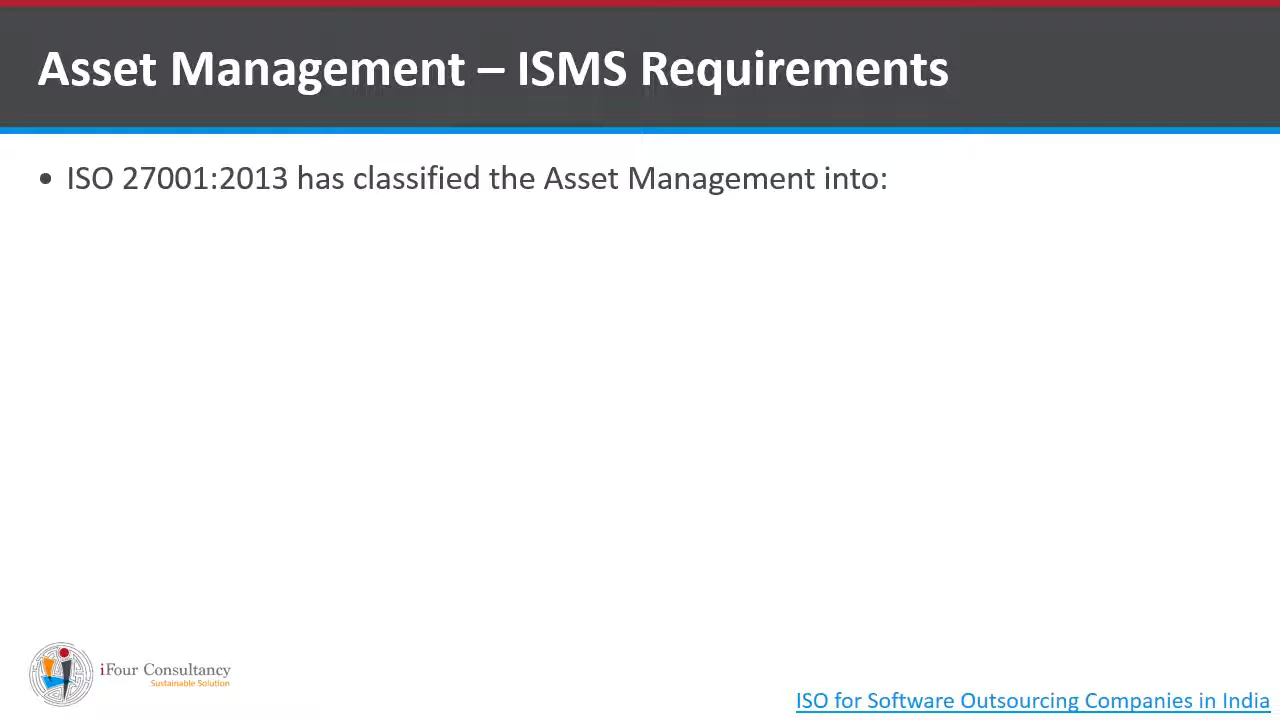 Asset Management – ISMS Requirements
• ISO 27001:2013 has classified the Asset Management into:
iFour Consultancy
Sustainable Solution
ISO for Software Outsourcing Companies in India